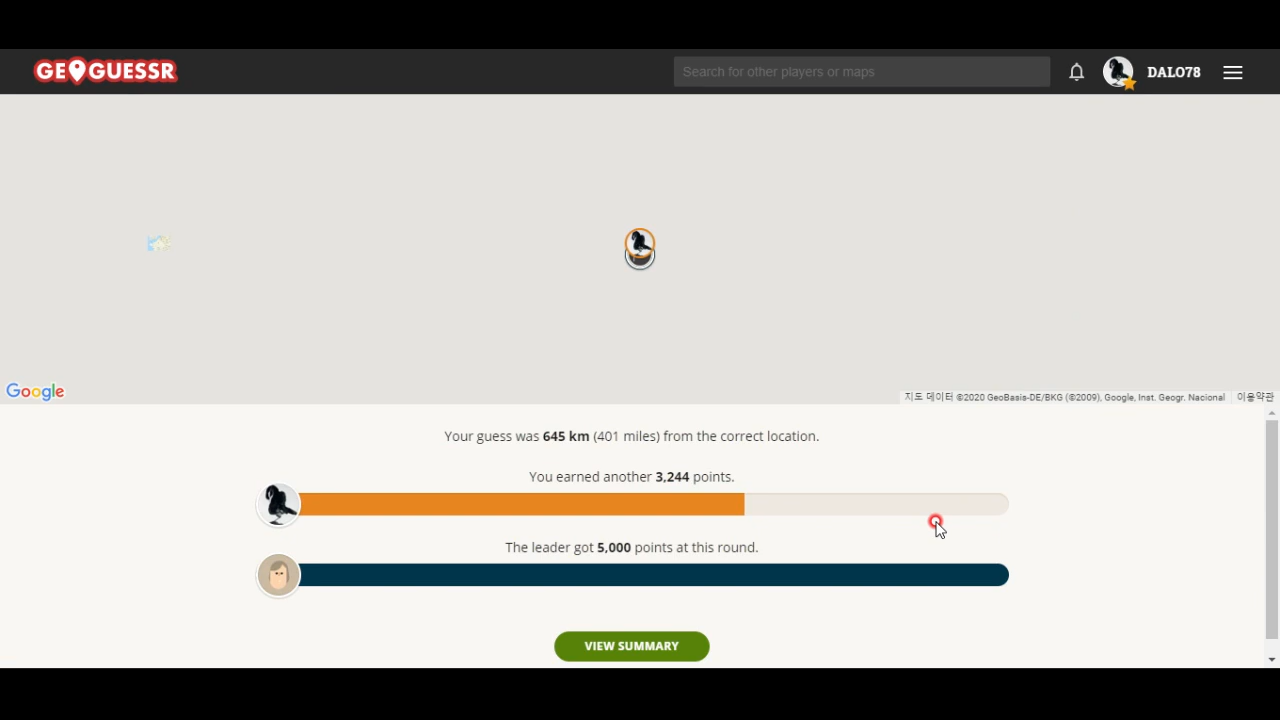 GEOGUESSR
Search for other players or maps
DALO78
Google
지도 데이터 ©2020 GeoBasis-DE/BKG (©2009), Google, Inst. Geogr. Nacional
이용약관
Your guess was 645 km (401 miles) from the correct location.
You earned another 3,244 points.
The leader got 5,000 points at this round.
VIEW SUMMARY